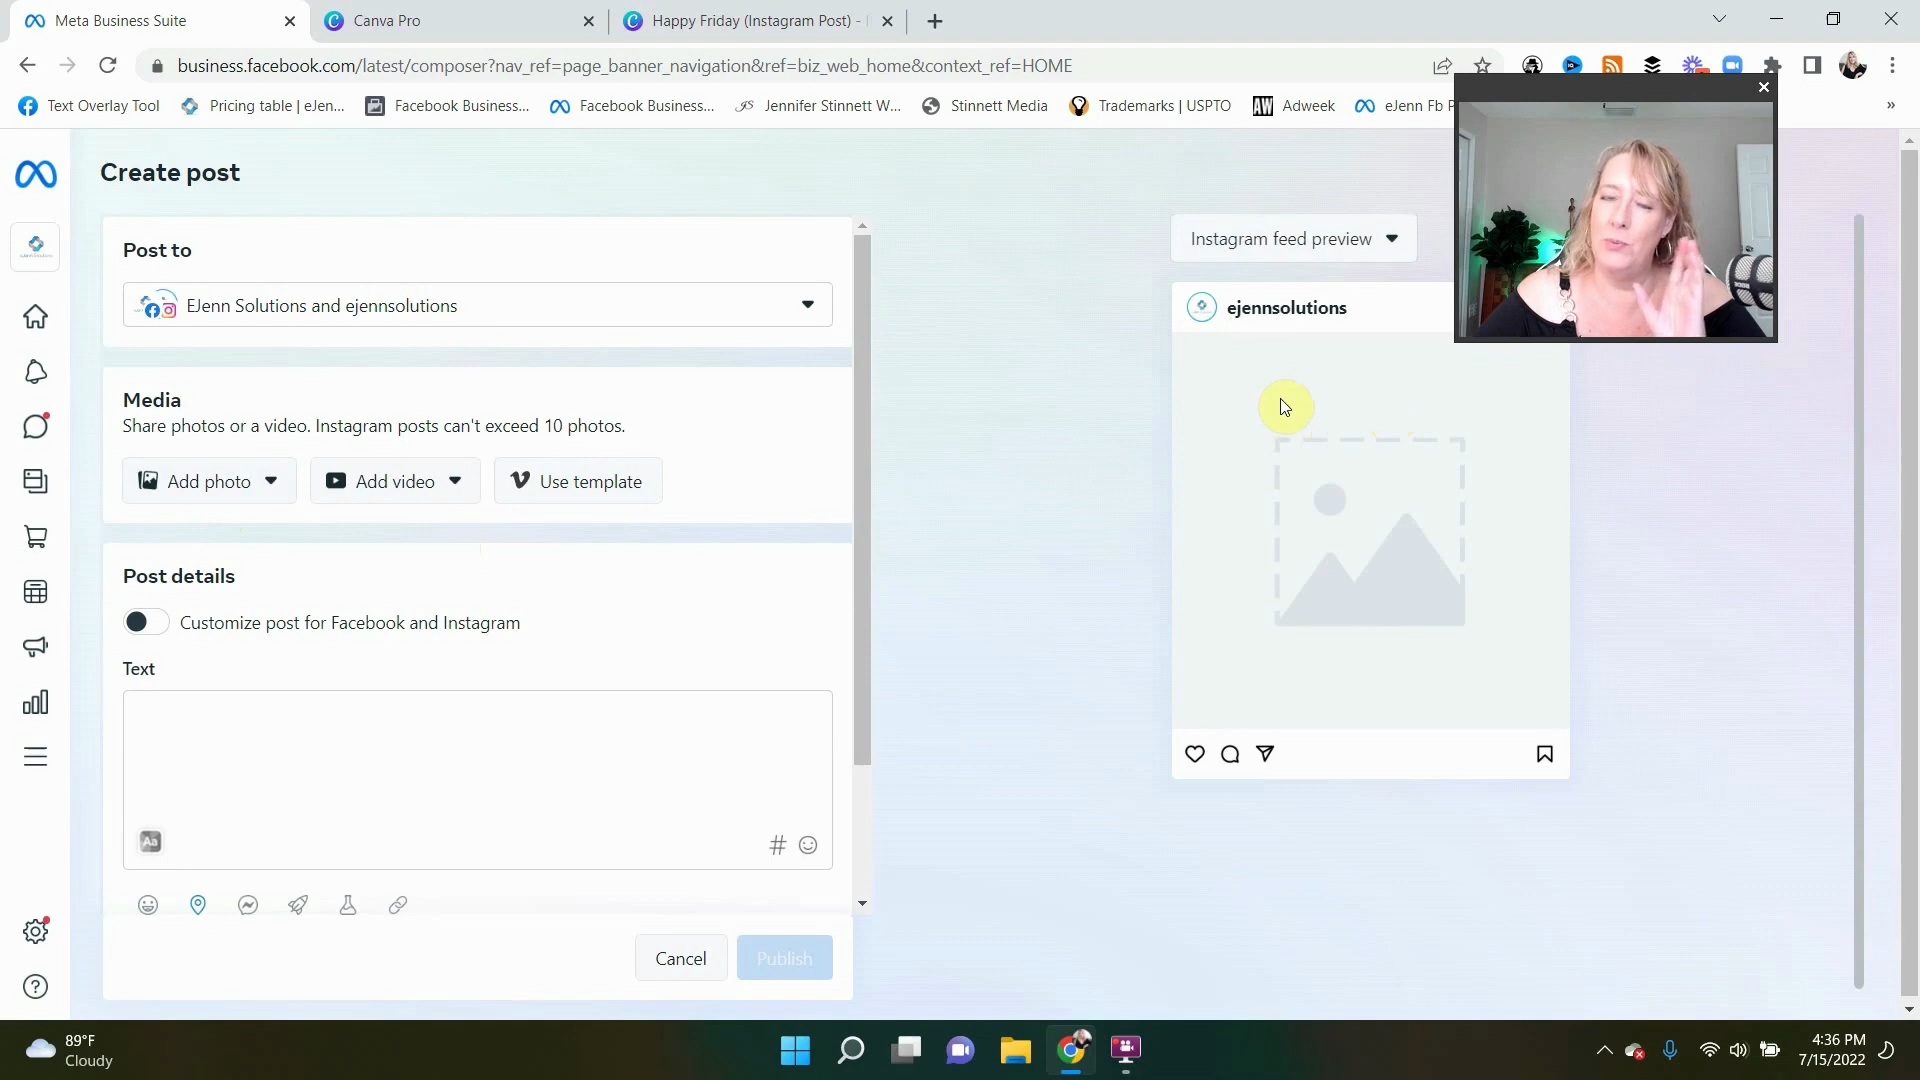 Meta Business Suite
Canva Pro
Happy Friday (Instagram Post) -
business.facebook.com/latest/composer?nav_ref=page_banner_navigation&ref=biz_web_home&context_ref=HOME
Text Overlay Tool
Pricing table | eJen...
Facebook Business...
Facebook Business...
JS Jennifer Stinnett W...
Stinnett Media
Trademarks | USPTO
AW Adweek
eJenn Fb P
»
Create post
Post to
EJenn Solutions and ejennsolutions
Media
Share photos or a video. Instagram posts can't exceed 10 photos.
Add photo
Add video
Use template
Post details
Customize post for Facebook and Instagram
Text
Aa
#
Cancel
Publish
Instagram feed preview
ejennsolutions
89°F
Cloudy
4:36 PM
7/15/2022